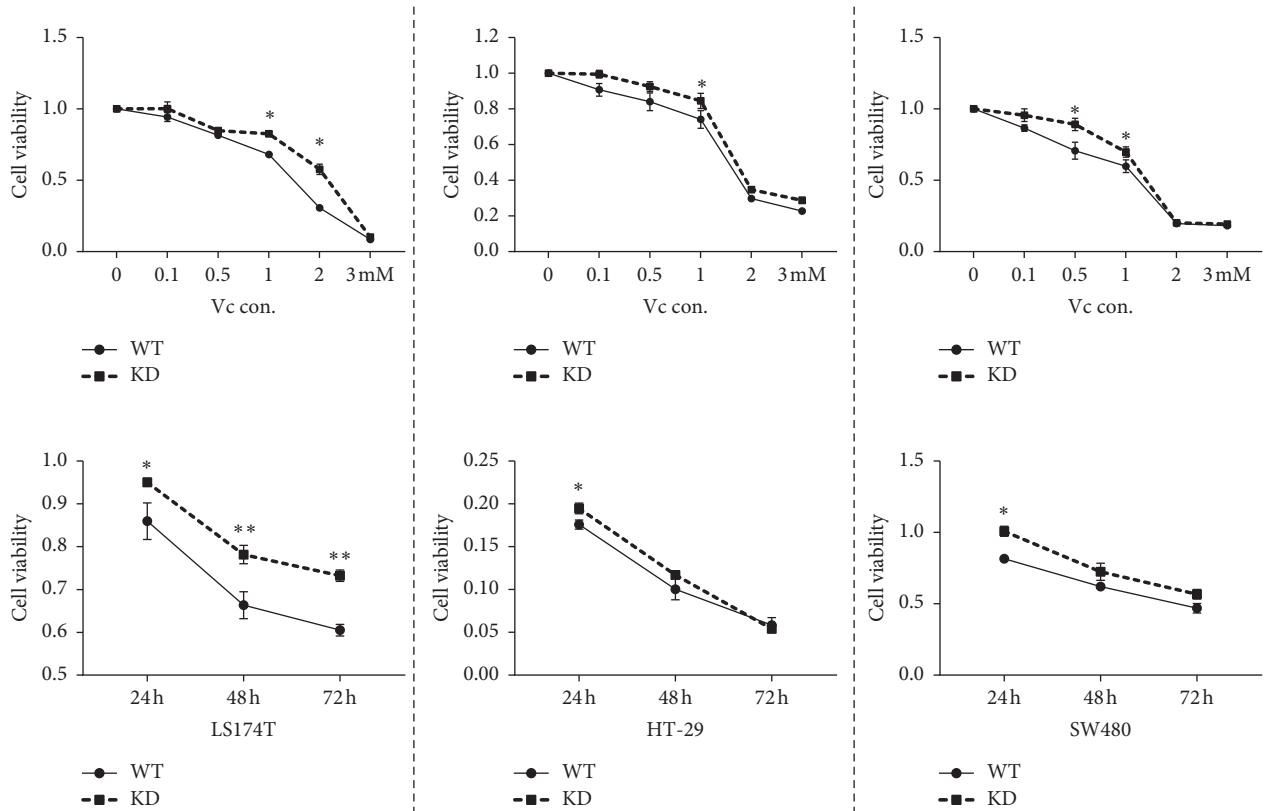 1.5
1.0
0.5
0.0
Cell viability
*
*
0 0.1 0.5 1 2 3 mM
Vc con.
WT
KD
1.2
1.0
0.8
0.6
0.4
0.2
0.0
Cell viability
*
0 0.1 0.5 1 2 3 mM
Vc con.
WT
KD
1.5
1.0
0.5
0.0
Cell viability
*
*
0 0.1 0.5 1 2 3 mM
Vc con.
WT
KD
1.0
0.9
0.8
0.7
0.6
0.5
Cell viability
*
**
**
24 h 48 h 72 h
LS174T
WT
KD
0.25
0.20
0.15
0.10
0.05
0.00
Cell viability
*
24 h 48 h 72 h
HT-29
WT
KD
1.5
1.0
0.5
0.0
Cell viability
*
24 h 48 h 72 h
SW480
WT
KD